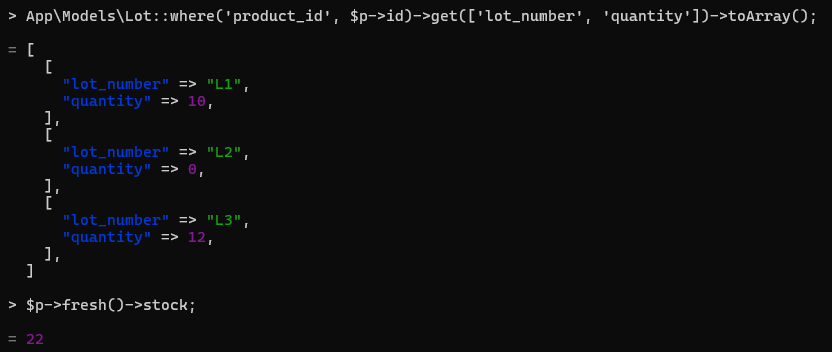 > App\Models\Lot::where('product_id', $p->id)->get(['lot_number', 'quantity'])->toArray();
= [
[
"lot_number" => "L1",
"quantity" => 10,
],
[
"lot_number" => "L2",
"quantity" => 0,
],
[
"lot_number" => "L3",
"quantity" => 12,
],
]
> $p->fresh()->stock;
= 22